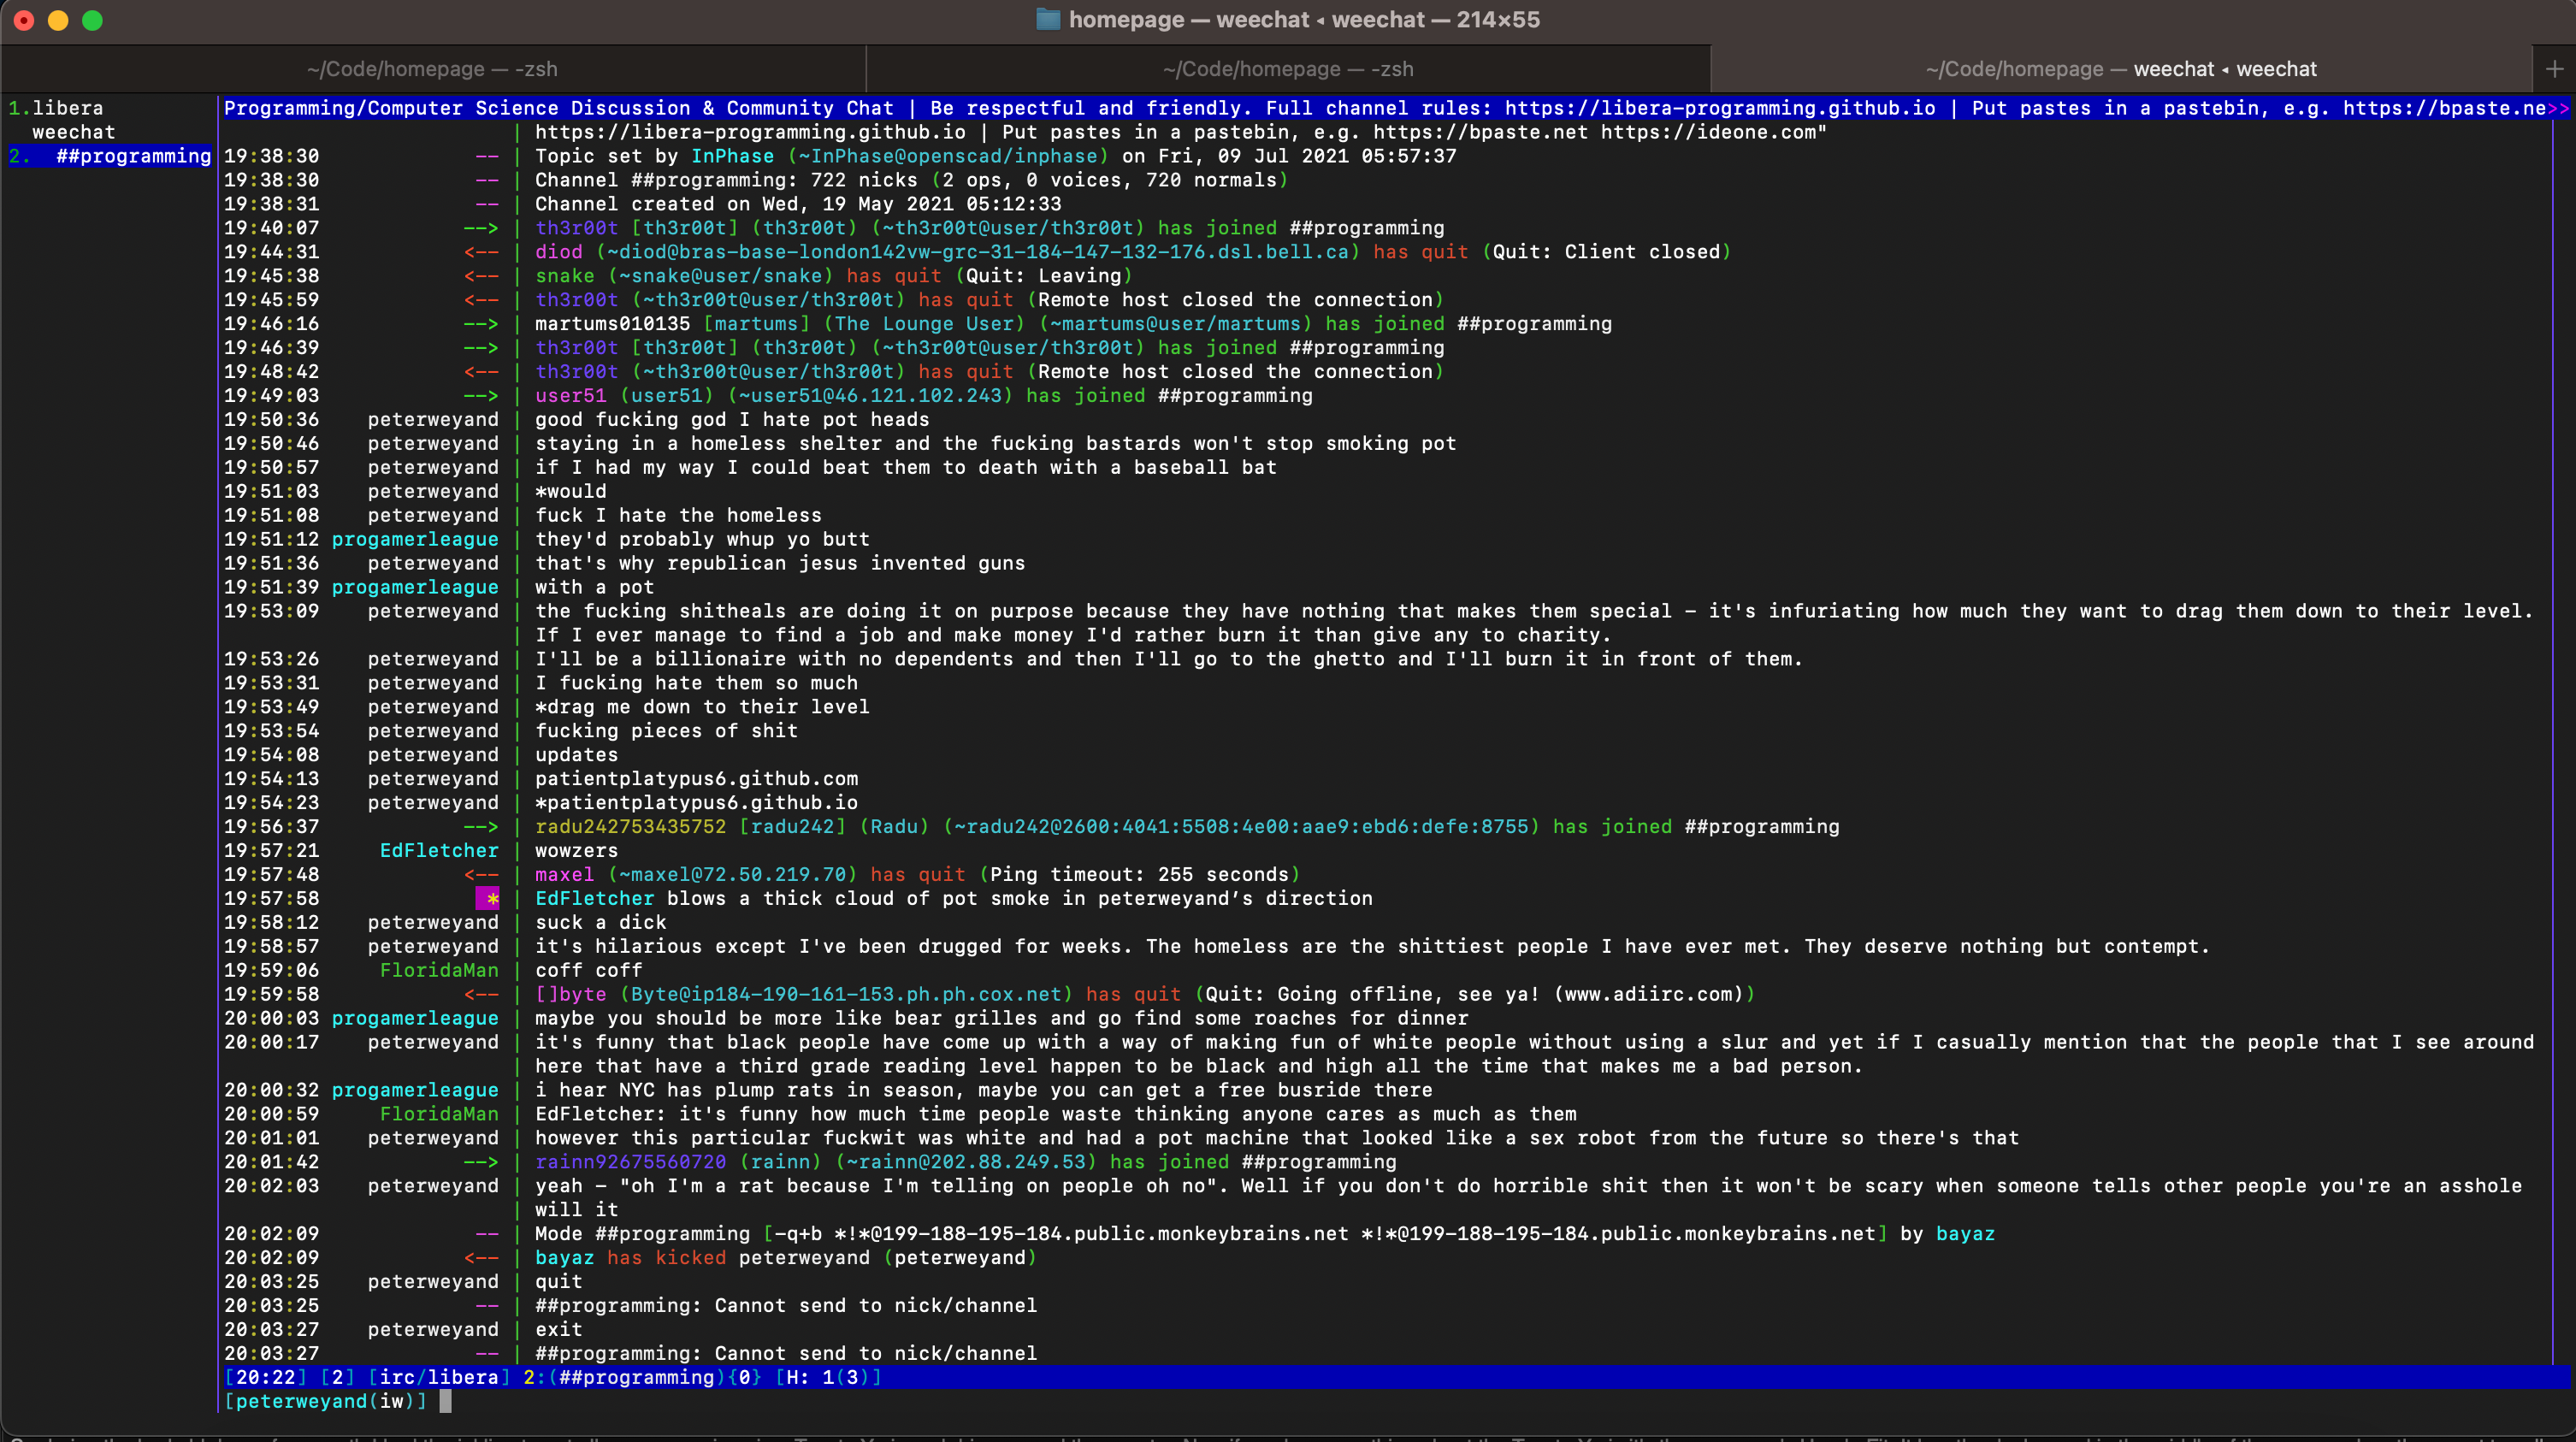 homepage — weechat ◂ weechat — 214×55
~/Code/homepage — -zsh
~/Code/homepage — -zsh
~/Code/homepage — weechat ◂ weechat
+
1.libera
weechat
2. ##programming
Programming/Computer Science Discussion & Community Chat | Be respectful and friendly. Full channel rules: https://libera-programming.github.io | Put pastes in a pastebin, e.g. https://bpaste.ne>>
| https://libera-programming.github.io | Put pastes in a pastebin, e.g. https://bpaste.net https://ideone.com"
19:38:30 -- | Topic set by InPhase (~InPhase@openscad/inphase) on Fri, 09 Jul 2021 05:57:37
19:38:30 -- | Channel ##programming: 722 nicks (2 ops, 0 voices, 720 normals)
19:38:31 -- | Channel created on Wed, 19 May 2021 05:12:33
19:40:07 --> | th3r00t [th3r00t] (th3r00t) (~th3r00t@user/th3r00t) has joined ##programming
19:44:31 <-- | diod (~diod@bras-base-london142vw-grc-31-184-147-132-176.dsl.bell.ca) has quit (Quit: Client closed)
19:45:38 <-- | snake (~snake@user/snake) has quit (Quit: Leaving)
19:45:59 <-- | th3r00t (~th3r00t@user/th3r00t) has quit (Remote host closed the connection)
19:46:16 --> | martums010135 [martums] (The Lounge User) (~martums@user/martums) has joined ##programming
19:46:39 --> | th3r00t [th3r00t] (th3r00t) (~th3r00t@user/th3r00t) has joined ##programming
19:48:42 <-- | th3r00t (~th3r00t@user/th3r00t) has quit (Remote host closed the connection)
19:49:03 --> | user51 (user51) (~user51@46.121.102.243) has joined ##programming
19:50:36 peterweyand | good fucking god I hate pot heads
19:50:46 peterweyand | staying in a homeless shelter and the fucking bastards won't stop smoking pot
19:50:57 peterweyand | if I had my way I could beat them to death with a baseball bat
19:51:03 peterweyand | *would
19:51:08 peterweyand | fuck I hate the homeless
19:51:12 progamerleague | they'd probably whup yo butt
19:51:36 peterweyand | that's why republican jesus invented guns
19:51:39 progamerleague | with a pot
19:53:09 peterweyand | the fucking shitheals are doing it on purpose because they have nothing that makes them special - it's infuriating how much they want to drag them down to their level.
| If I ever manage to find a job and make money I'd rather burn it than give any to charity.
19:53:26 peterweyand | I'll be a billionaire with no dependents and then I'll go to the ghetto and I'll burn it in front of them.
19:53:31 peterweyand | I fucking hate them so much
19:53:49 peterweyand | *drag me down to their level
19:53:54 peterweyand | fucking pieces of shit
19:54:08 peterweyand | updates
19:54:13 peterweyand | patientplatypus6.github.com
19:54:23 peterweyand | *patientplatypus6.github.io
19:56:37 --> | radu242753435752 [radu242] (Radu) (~radu242@2600:4041:5508:4e00:aae9:ebd6:defe:8755) has joined ##programming
19:57:21 EdFletcher | wowzers
19:57:48 <-- | maxel (~maxel@72.50.219.70) has quit (Ping timeout: 255 seconds)
19:57:58 * | EdFletcher blows a thick cloud of pot smoke in peterweyand’s direction
19:58:12 peterweyand | suck a dick
19:58:57 peterweyand | it's hilarious except I've been drugged for weeks. The homeless are the shittiest people I have ever met. They deserve nothing but contempt.
19:59:06 FloridaMan | coff coff
19:59:58 <-- | []byte (Byte@ip184-190-161-153.ph.ph.cox.net) has quit (Quit: Going offline, see ya! (www.adiirc.com))
20:00:03 progamerleague | maybe you should be more like bear grilles and go find some roaches for dinner
20:00:17 peterweyand | it's funny that black people have come up with a way of making fun of white people without using a slur and yet if I casually mention that the people that I see around
| here that have a third grade reading level happen to be black and high all the time that makes me a bad person.
20:00:32 progamerleague | i hear NYC has plump rats in season, maybe you can get a free busride there
20:00:59 FloridaMan | EdFletcher: it's funny how much time people waste thinking anyone cares as much as them
20:01:01 peterweyand | however this particular fuckwit was white and had a pot machine that looked like a sex robot from the future so there's that
20:01:42 --> | rainn92675560720 (rainn) (~rainn@202.88.249.53) has joined ##programming
20:02:03 peterweyand | yeah - "oh I'm a rat because I'm telling on people oh no". Well if you don't do horrible shit then it won't be scary when someone tells other people you're an asshole
| will it
20:02:09 -- | Mode ##programming [-q+b *!*@199-188-195-184.public.monkeybrains.net *!*@199-188-195-184.public.monkeybrains.net] by bayaz
20:02:09 <-- | bayaz has kicked peterweyand (peterweyand)
20:03:25 peterweyand | quit
20:03:25 -- | ##programming: Cannot send to nick/channel
20:03:27 peterweyand | exit
20:03:27 -- | ##programming: Cannot send to nick/channel
[20:22] [2] [irc/libera] 2:(##programming){0} [H: 1(3)]
[peterweyand(iw)]